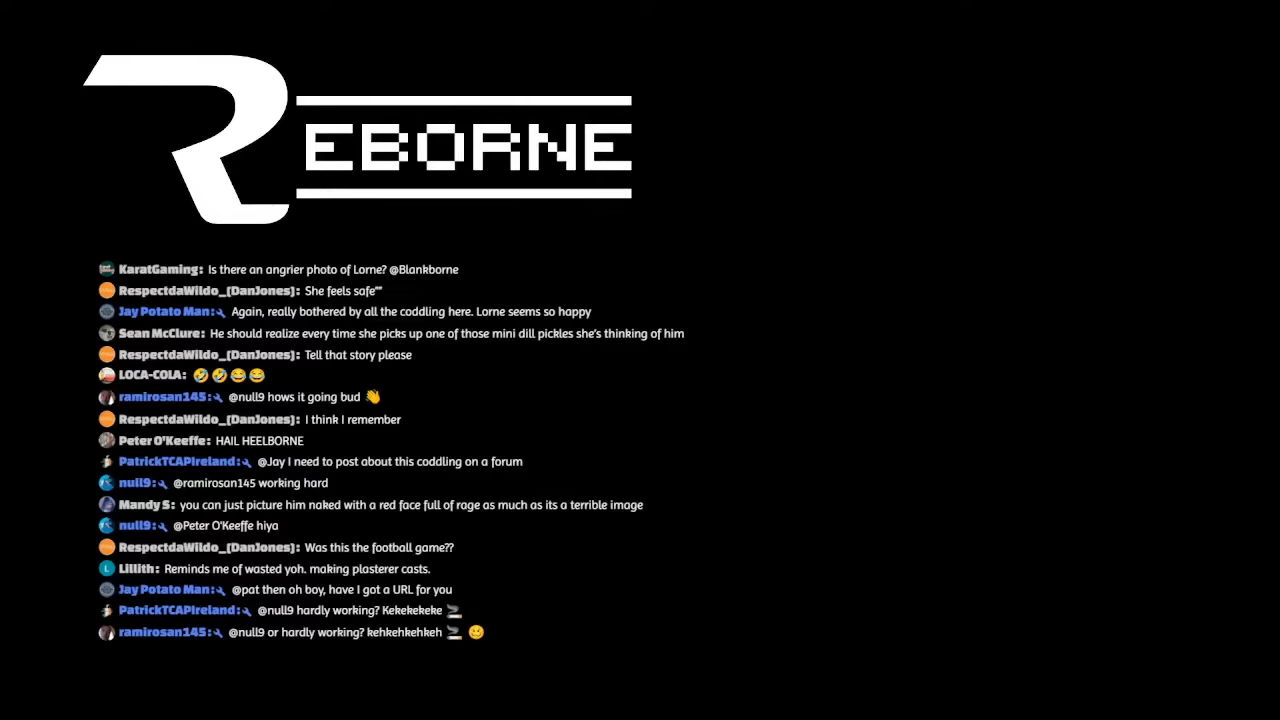 REBORNE
KaratGaming: Is there an angrier photo of Lorne? @Blankborne
RespectdaWildo_(DanJones): She feels safe""
Jay Potato Man: Again, really bothered by all the coddling here. Lorne seems so happy
Sean McClure: He should realize every time she picks up one of those mini dill pickles she's thinking of him
RespectdaWildo_(DanJones): Tell that story please
LOCA-COLA: 🤣🤣😂😂
ramirosan145: @null9 hows it going bud 👋
RespectdaWildo_(DanJones): I think I remember
Peter O'Keeffe: HAIL HEELBORNE
PatrickTCAPIreland: @Jay I need to post about this coddling on a forum
null9: @ramirosan145 working hard
Mandy S: you can just picture him naked with a red face full of rage as much as its a terrible image
null9: @Peter O'Keeffe hiya
RespectdaWildo_(DanJones): Was this the football game??
L Lillith: Reminds me of wasted yoh. making plasterer casts.
Jay Potato Man: @pat then oh boy, have I got a URL for you
PatrickTCAPIreland: @null9 hardly working? Kekekekeke 🚬
ramirosan145: @null9 or hardly working? kehkehkehkeh 🚬 🥴